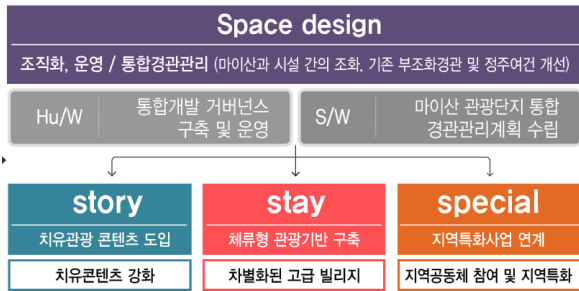 Space design
조직화, 운영 / 통합경관관리 (마이산과 시설 간의 조화, 기존 부조화경관 및 정주여건 개선)
Hu/W
통합개발 거버넌스
구축 및 운영
S/W
마이산 관광단지 통합
경관관리계획 수립
story
치유관광 콘텐츠 도입
치유콘텐츠 강화
stay
체류형 관광기반 구축
차별화된 고급 빌리지
special
지역특화사업 연계
지역공동체 참여 및 지역특화